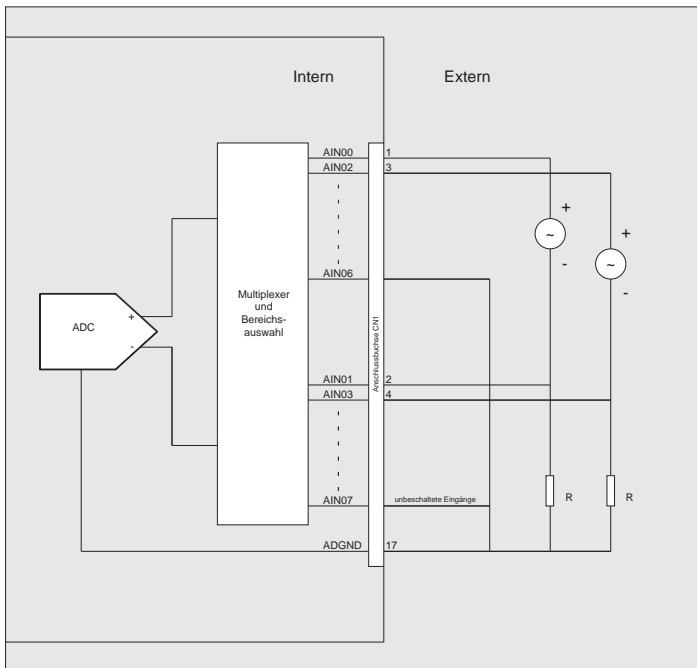 Intern Extern
AIN00 1
AIN02 3
+
~
-
+
~
-
AIN06
Multiplexer
und
Bereichs-
auswahl
ADC
+
-
Anschlussbuchse CN1
AIN01 2
AIN03 4
AIN07 unbeschaltete Eingänge
R R
ADGND 17